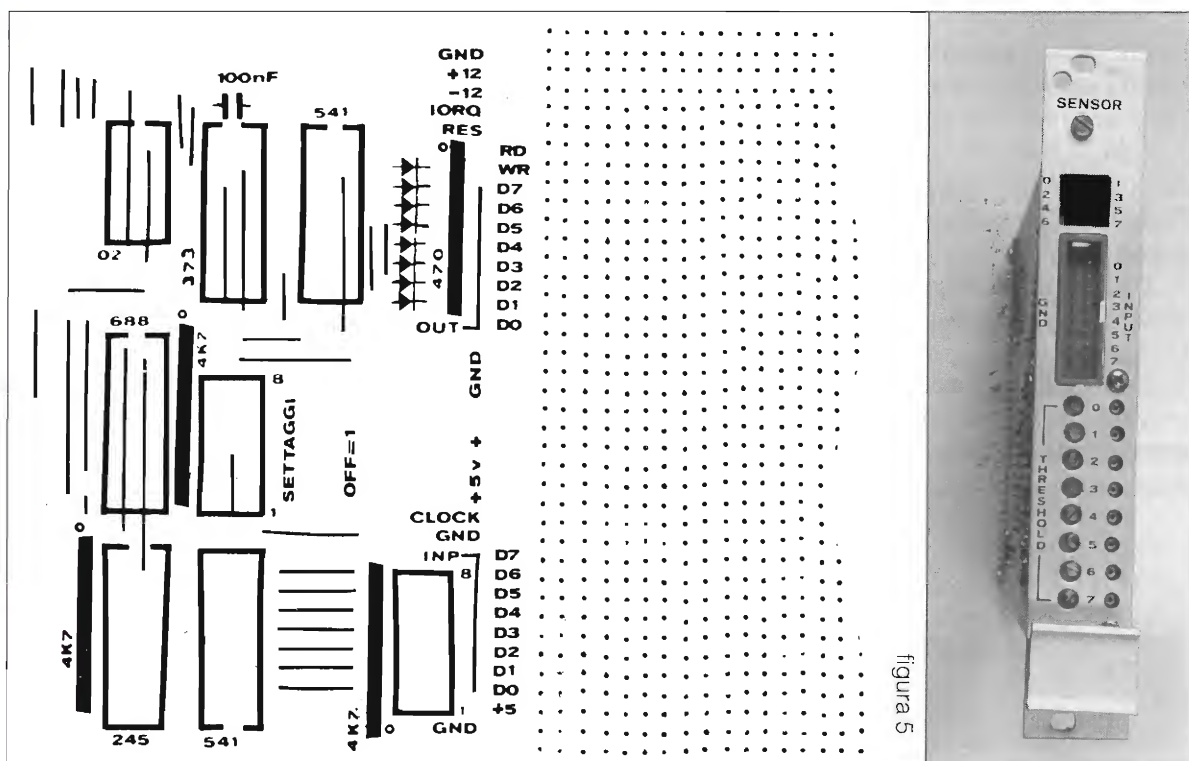 100nF
GND
+12
-12
IORQ
RES
541
RD
WR
D7
D6
D5
D4
D3
D2
D1
D0
OUT
470
02
373
688
4K7
8
1
SETTAGGI
OFF=1
GND
+5v +
CLOCK
GND
INP
D7
D6
D5
D4
D3
D2
D1
D0
+5
GND
8
1
4K7
4K7
245
541
figura 5
SENSOR
0
2
4
6
1
3
5
7
GND
0
1
2
3
4
5
6
7
INPUT
THRESHOLD
0
1
2
3
4
5
6
7